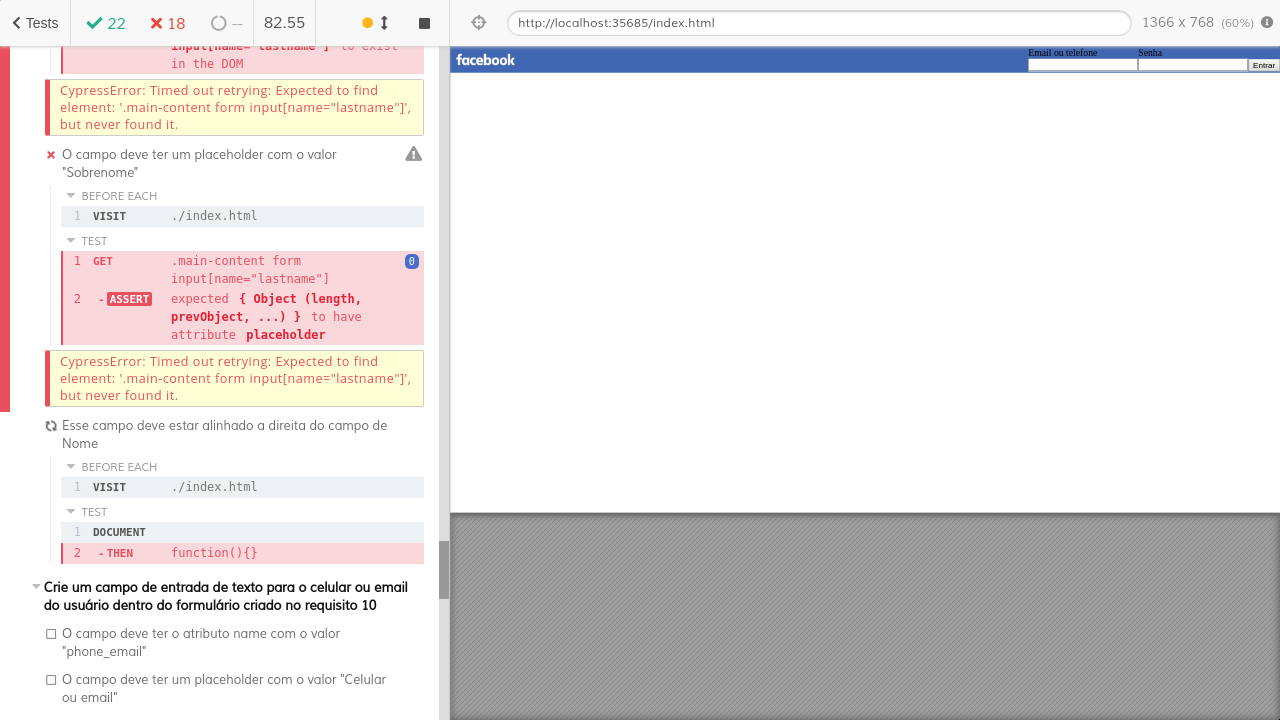 Tests
22
18
--
82.55
http://localhost:35685/index.html
1366 x 768 (60%)
input[name="lastname"] to exist
in the DOM
CypressError: Timed out retrying: Expected to find
element: '.main-content form input[name="lastname"]',
but never found it.
O campo deve ter um placeholder com o valor
"Sobrenome"
BEFORE EACH
1 VISIT ./index.html
TEST
1 GET .main-content form 0
input[name="lastname"]
2 -ASSERT expected { Object (length,
prevObject, ...) } to have
attribute placeholder
CypressError: Timed out retrying: Expected to find
element: '.main-content form input[name="lastname"]',
but never found it.
Esse campo deve estar alinhado a direita do campo de
Nome
BEFORE EACH
1 VISIT ./index.html
TEST
1 DOCUMENT
2 -THEN function(){}
Crie um campo de entrada de texto para o celular ou email
do usuário dentro do formulário criado no requisito 10
O campo deve ter o atributo name com o valor
"phone_email"
O campo deve ter um placeholder com o valor "Celular
ou email"
facebook
Email ou telefone Senha
Entrar